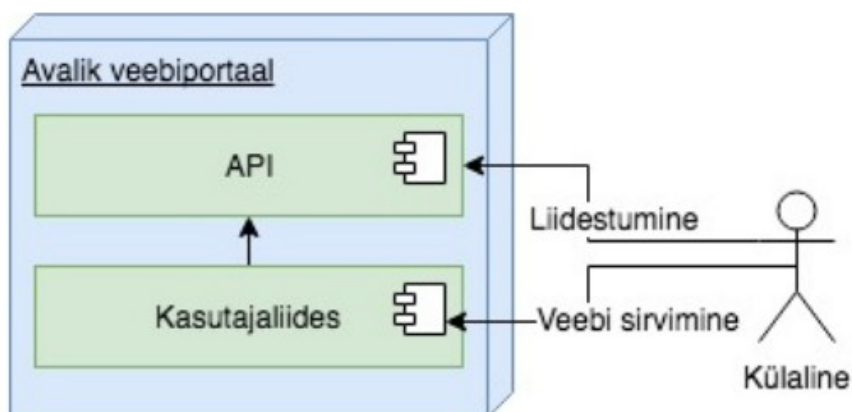 Avalik veebiportaal
API
Liidestumine
Kasutajaliides
Veebi sirvimine
Külaline